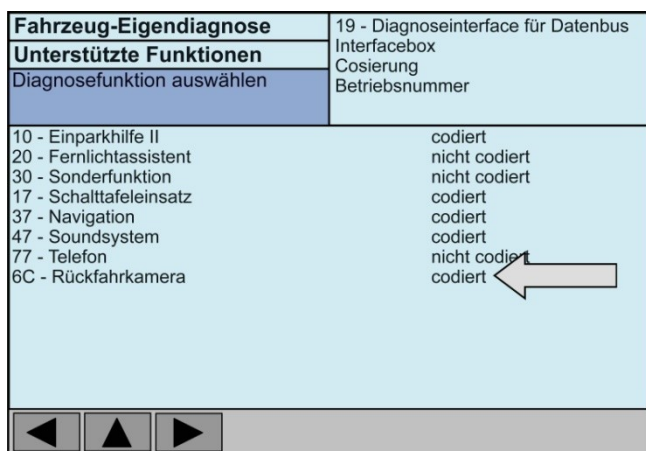 Fahrzeug-Eigendiagnose
Unterstützte Funktionen
Diagnosefunktion auswählen
19 - Diagnoseinterface für Datenbus
Interfacebox
Cosierung
Betriebsnummer
10 - Einparkhilfe II codiert
20 - Fernlichtassistent nicht codiert
30 - Sonderfunktion nicht codiert
17 - Schalttafeleinsatz codiert
37 - Navigation codiert
47 - Soundsystem codiert
77 - Telefon nicht codiert
6C - Rückfahrkamera codiert